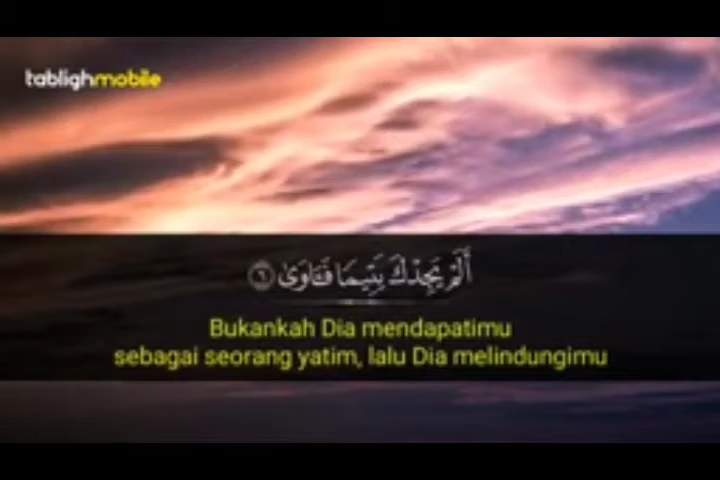 tablighmobile
أَلَمْ يَجِدْكَ يَتِيمًا فَـَٔاوَىٰ ٦
Bukankah Dia mendapatimu
sebagai seorang yatim, lalu Dia melindungimu